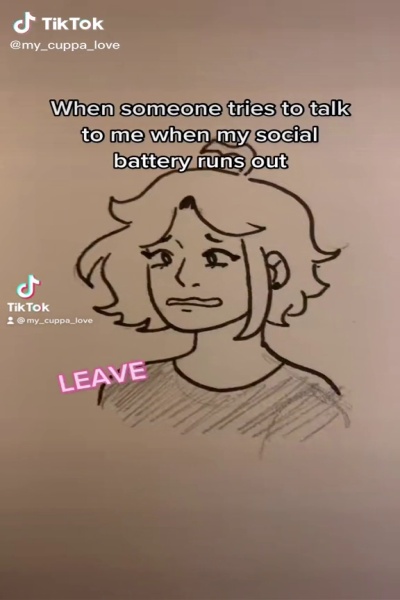 TikTok
@my_cuppa_love
When someone tries to talk
to me when my social
battery runs out
TikTok
@my_cuppa_love
LEAVE